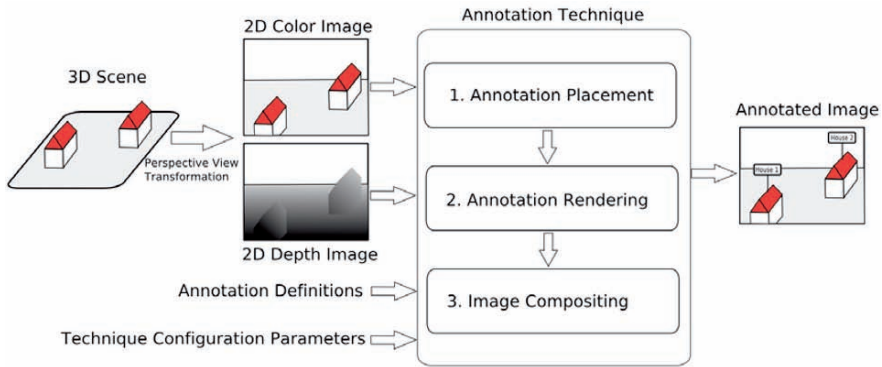 Annotation Technique
2D Color Image
3D Scene
1. Annotation Placement
Annotated Image
House 2
Perspective View
Transformation
House 1
2. Annotation Rendering
2D Depth Image
Annotation Definitions
3. Image Compositing
Technique Configuration Parameters